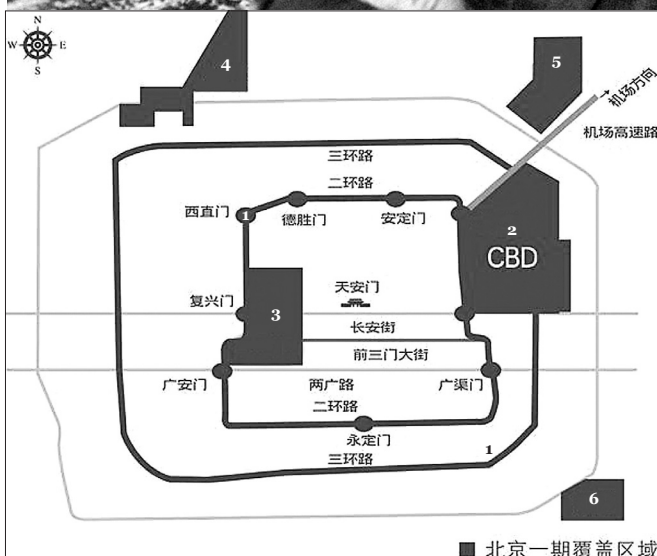 N
W E
S
4
5
机场方向
机场高速路
三环路
二环路
西直门
1
德胜门
安定门
2
CBD
复兴门
3
天安门
长安街
前三门大街
广安门
两广路
广渠门
二环路
永定门
三环路
1
6
北京一期覆盖区域